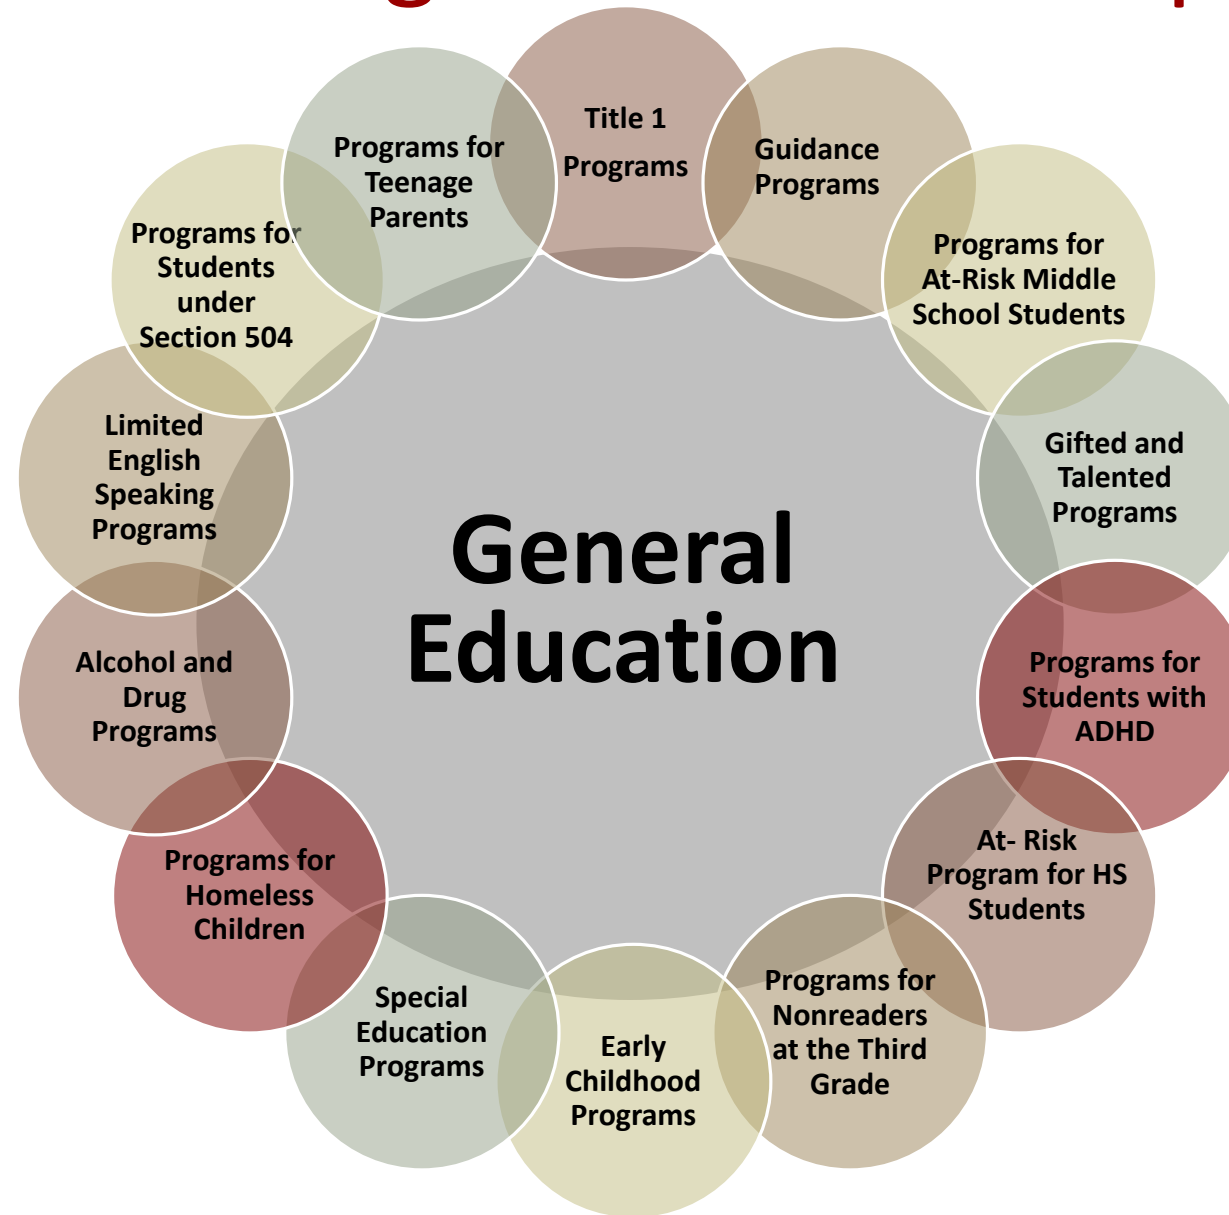 Title 1
Programs
Guidance
Programs
Programs for
At-Risk Middle
School Students
Gifted and
Talented
Programs
Programs for
Students with
ADHD
At- Risk
Program for HS
Students
Programs for
Nonreaders
at the Third
Grade
Early
Childhood
Programs
Special
Education
Programs
Programs for
Homeless
Children
Alcohol and
Drug
Programs
Limited
English
Speaking
Programs
Programs for
Students
under
Section 504
Programs for
Teenage
Parents
General
Education